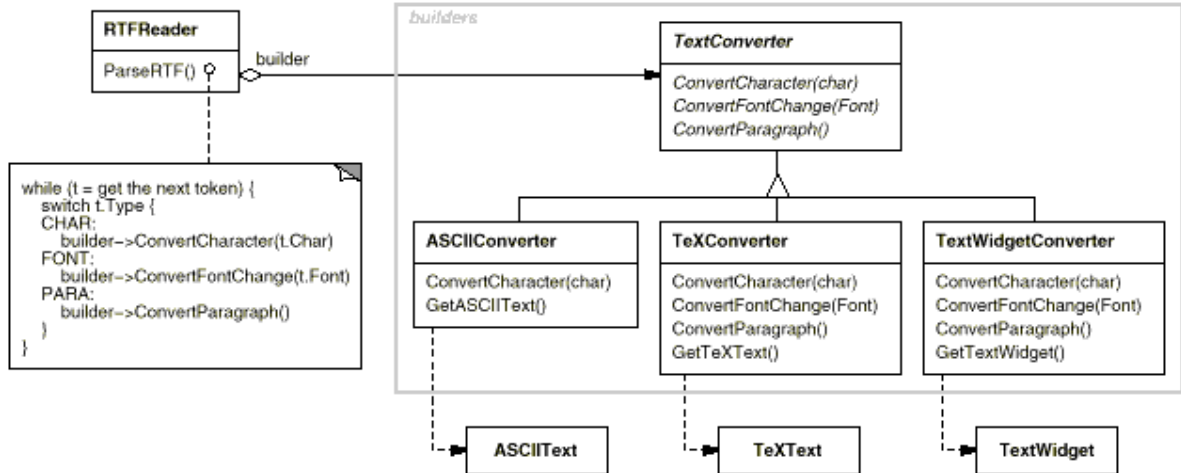 builders
RTFReader
ParseRTF()
builder
TextConverter
ConvertCharacter(char)
ConvertFontChange(Font)
ConvertParagraph()
while (t = get the next token) {
switch t.Type {
CHAR:
builder->ConvertCharacter(t.Char)
FONT:
builder->ConvertFontChange(t.Font)
PARA:
builder->ConvertParagraph()
}
}
ASCIIConverter
ConvertCharacter(char)
GetASCIIText()
TeXConverter
ConvertCharacter(char)
ConvertFontChange(Font)
ConvertParagraph()
GetTeXText()
TextWidgetConverter
ConvertCharacter(char)
ConvertFontChange(Font)
ConvertParagraph()
GetTextWidget()
ASCIIText
TeXText
TextWidget